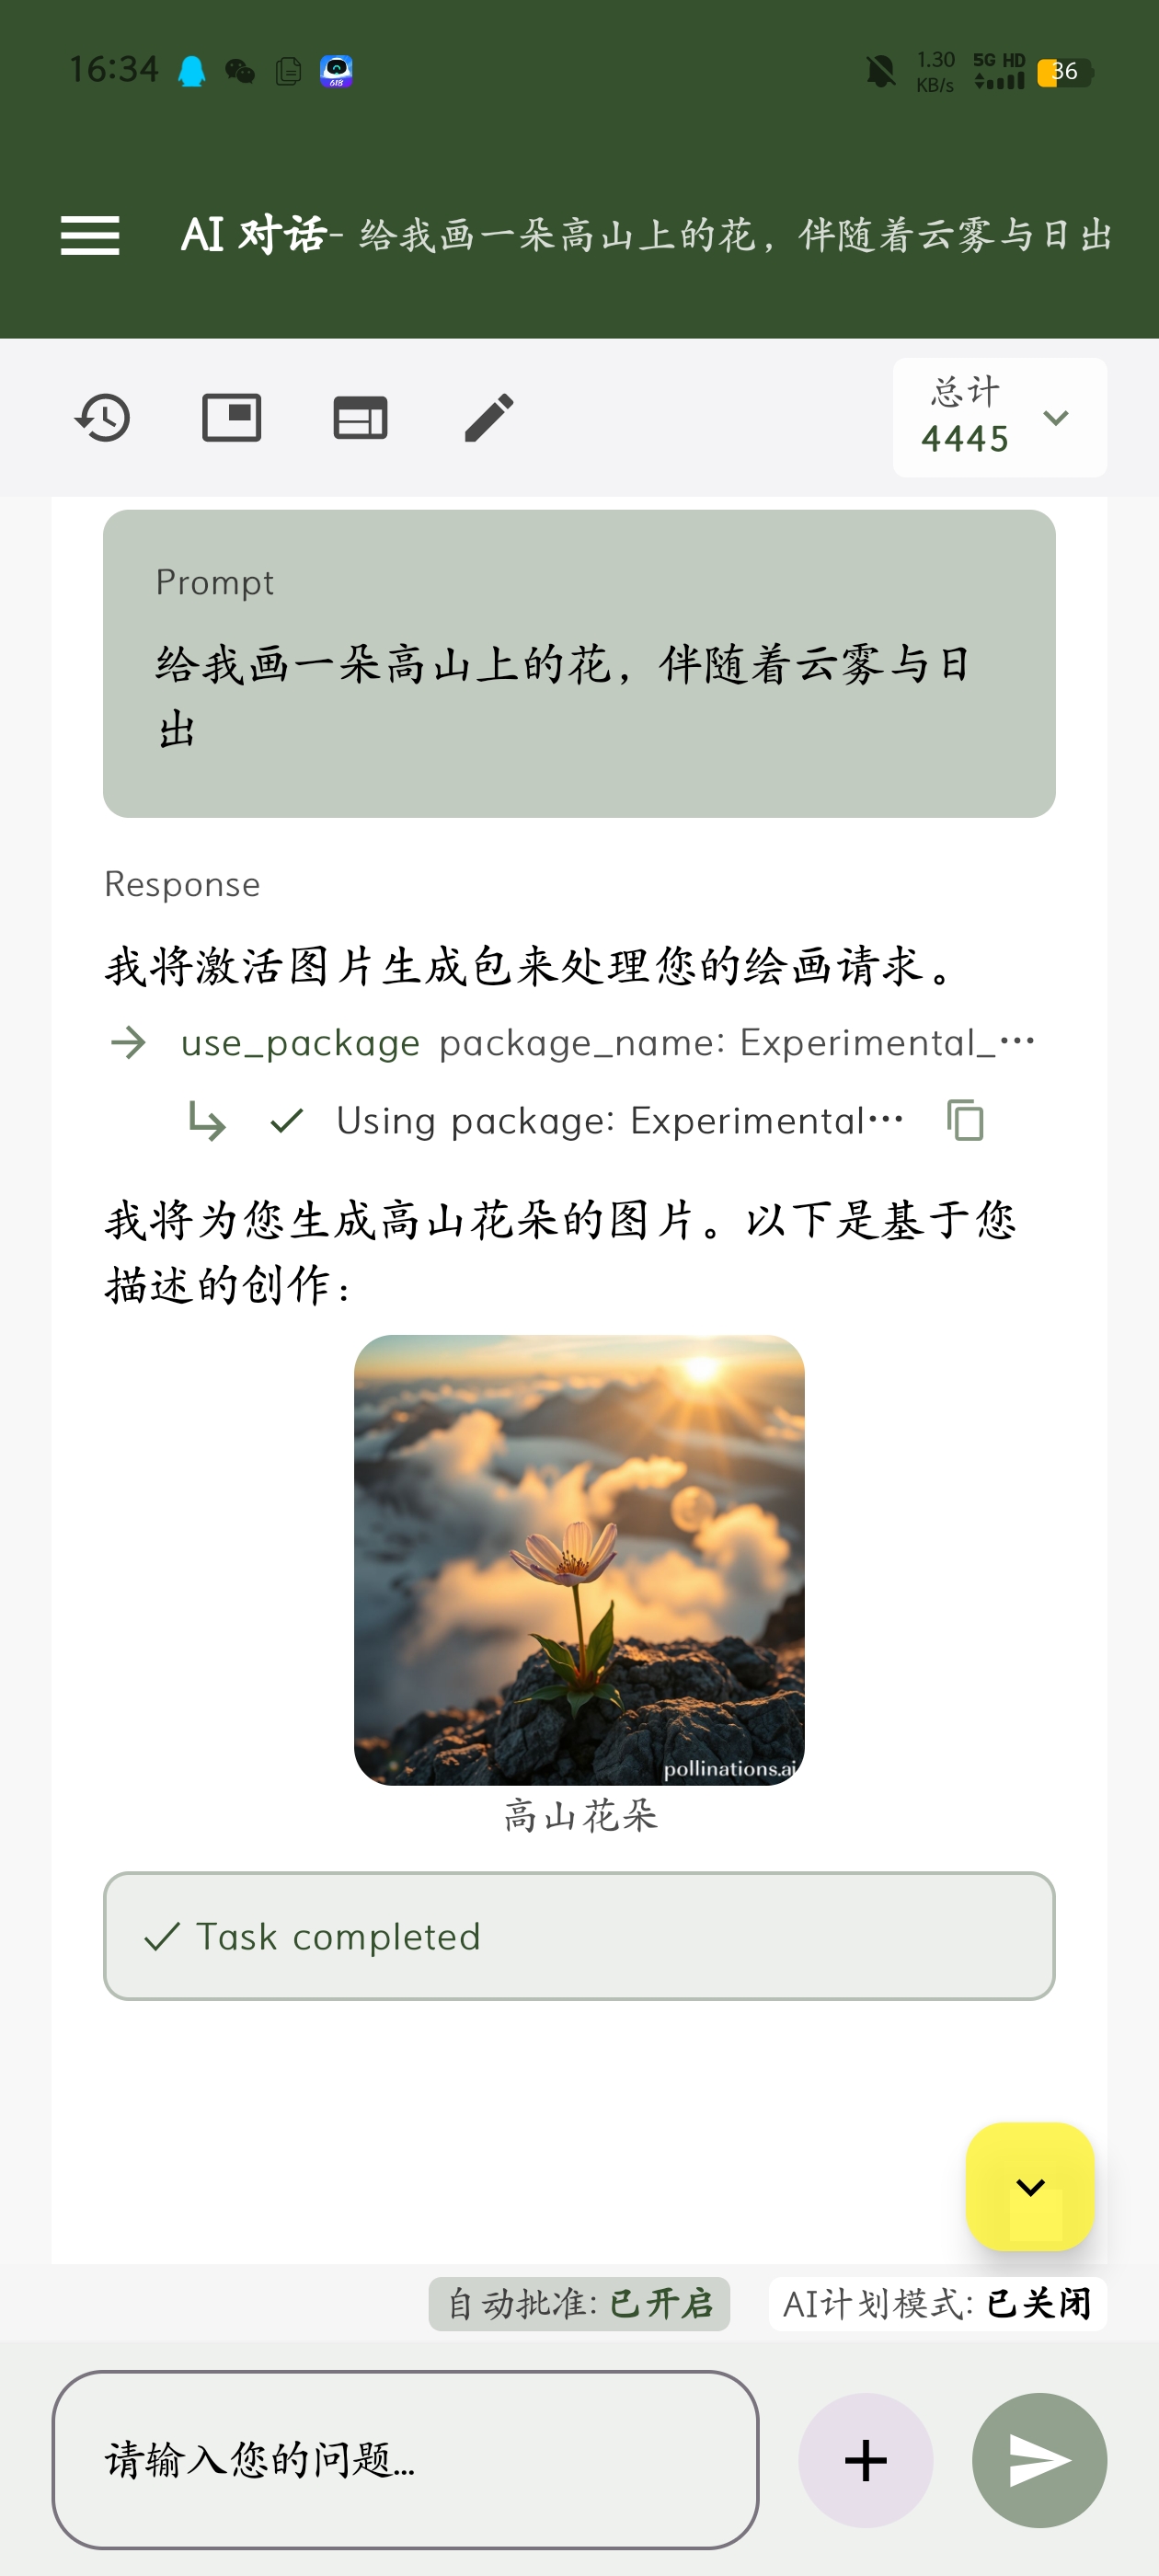 16:34
618
1.30
KB/s
5G HD
36
AI 对话- 给我画一朵高山上的花，伴随着云雾与日出
总计
4445
Prompt
给我画一朵高山上的花，伴随着云雾与日
出
Response
我将激活图片生成包来处理您的绘画请求。
use_package package_name: Experimental_…
Using package: Experimental…
我将为您生成高山花朵的图片。以下是基于您
描述的创作：
pollinations.ai
高山花朵
Task completed
自动批准: 已开启
AI计划模式: 已关闭
请输入您的问题...